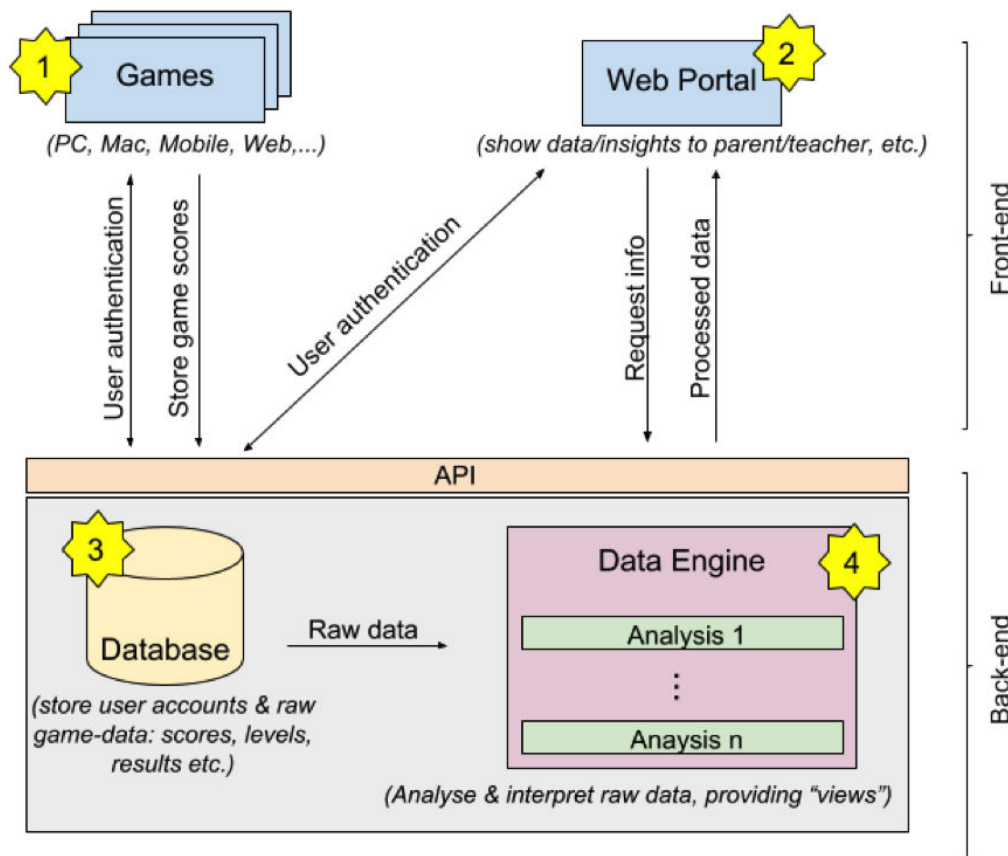 1
Games
(PC, Mac, Mobile, Web,...)
2
Web Portal
(show data/insights to parent/teacher, etc.)
User authentication
Store game scores
User authentication
Request info
Processed data
Front-end
API
3
Database
(store user accounts & raw
game-data: scores, levels,
results etc.)
Raw data
4
Data Engine
Analysis 1
⋮
Anaysis n
(Analyse & interpret raw data, providing “views”)
Back-end